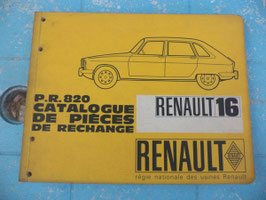 P.R. 820
CATALOGUE
DE PIÈCES
DE RECHANGE
RENAULT 16
RENAULT
régie nationale des usines Renault